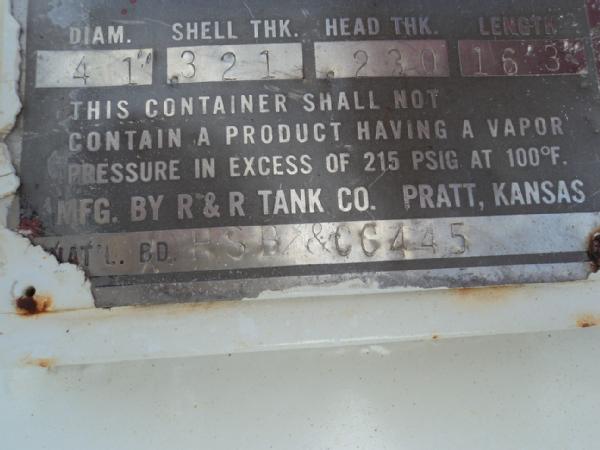 DIAM. SHELL THK. HEAD THK. LENGTH
41" .321 .230 163
THIS CONTAINER SHALL NOT
CONTAIN A PRODUCT HAVING A VAPOR
PRESSURE IN EXCESS OF 215 PSIG AT 100°F.
MFG. BY R & R TANK CO. PRATT, KANSAS
NAT'L. BD.